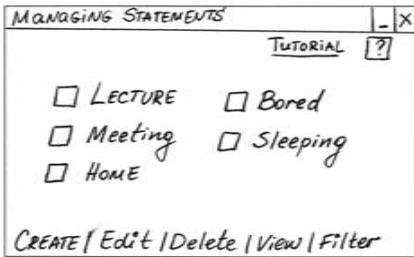 MANAGING STATEMENTS _ X
TUTORIAL ?
LECTURE Bored
Meeting Sleeping
HOME
CREATE | Edit | Delete | View | Filter